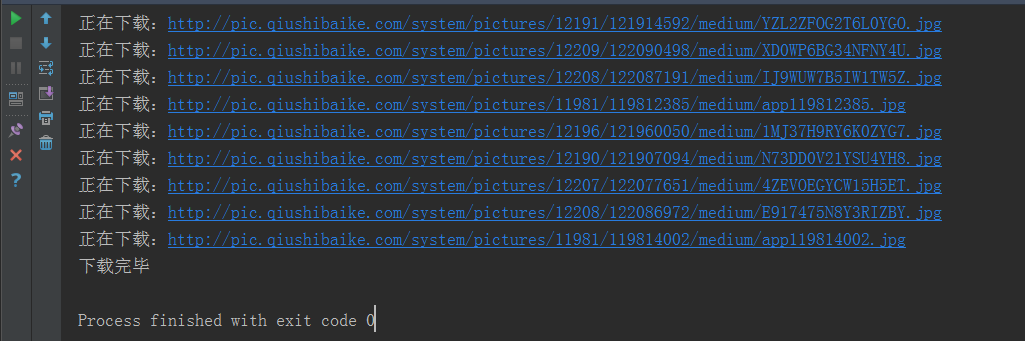 正在下载：http://pic.qiushibaike.com/system/pictures/12191/121914592/medium/YZL2ZFOG2T6L0YGO.jpg
正在下载：http://pic.qiushibaike.com/system/pictures/12209/122090498/medium/XDOWP6BG34NFNY4U.jpg
正在下载：http://pic.qiushibaike.com/system/pictures/12208/122087191/medium/IJ9WUW7B5IW1TW5Z.jpg
正在下载：http://pic.qiushibaike.com/system/pictures/11981/119812385/medium/app119812385.jpg
正在下载：http://pic.qiushibaike.com/system/pictures/12196/121960050/medium/1MJ37H9RY6K0ZYG7.jpg
正在下载：http://pic.qiushibaike.com/system/pictures/12190/121907094/medium/N73DD0V21YSU4YH8.jpg
正在下载：http://pic.qiushibaike.com/system/pictures/12207/122077651/medium/4ZEVOEGYCW15H5ET.jpg
正在下载：http://pic.qiushibaike.com/system/pictures/12208/122086972/medium/E917475N8Y3RIZBY.jpg
正在下载：http://pic.qiushibaike.com/system/pictures/11981/119814002/medium/app119814002.jpg
下载完毕
Process finished with exit code 0